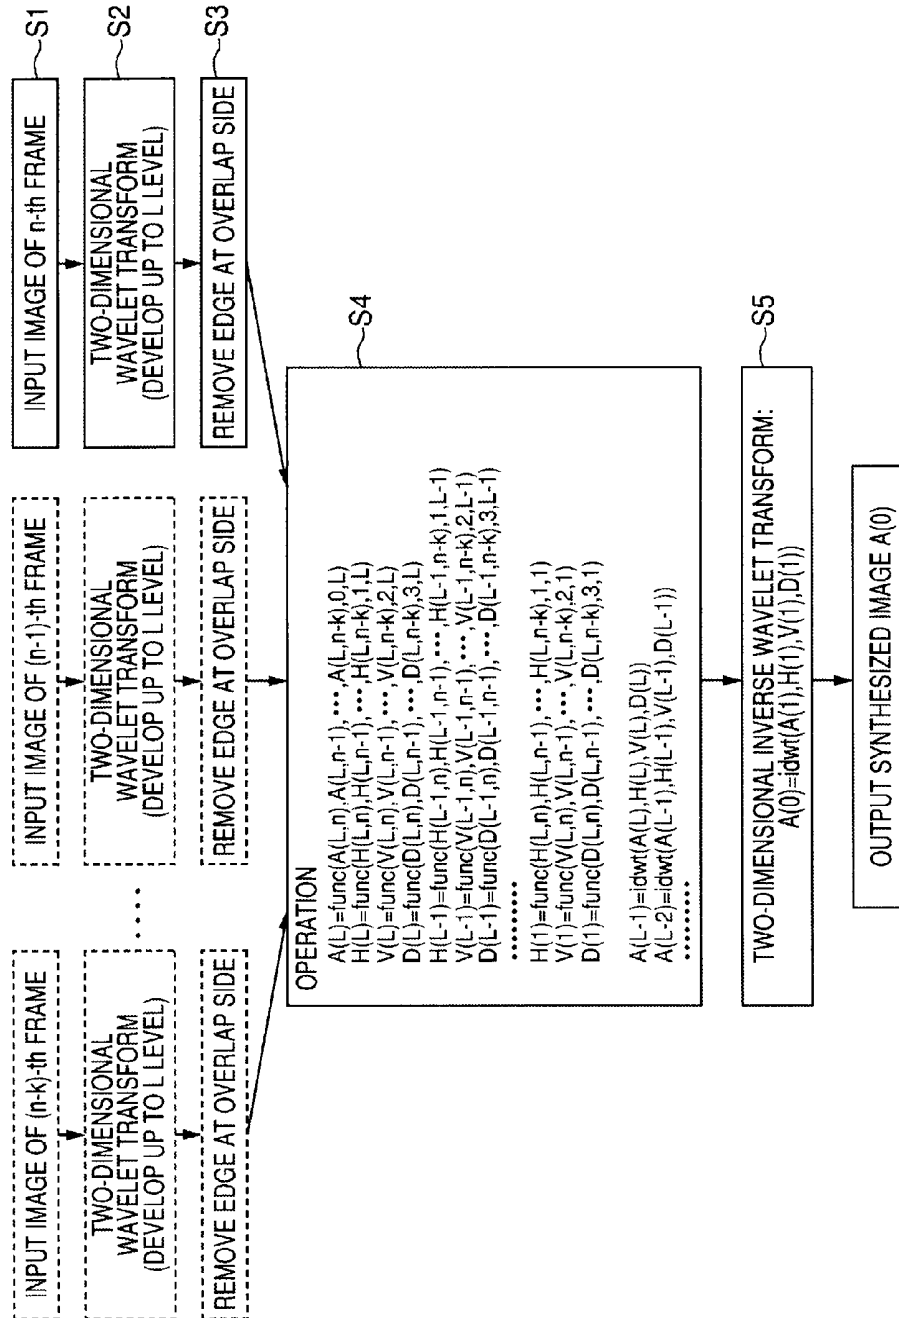 INPUT IMAGE OF (n-k)-th FRAME
INPUT IMAGE OF (n-1)-th FRAME
INPUT IMAGE OF n-th FRAME
S1
TWO-DIMENSIONAL
WAVELET TRANSFORM
(DEVELOP UP TO L LEVEL)
....
TWO-DIMENSIONAL
WAVELET TRANSFORM
(DEVELOP UP TO L LEVEL)
TWO-DIMENSIONAL
WAVELET TRANSFORM
(DEVELOP UP TO L LEVEL)
S2
REMOVE EDGE AT OVERLAP SIDE
REMOVE EDGE AT OVERLAP SIDE
REMOVE EDGE AT OVERLAP SIDE
S3
OPERATION
S4
A(L)=func(A(L,n).A(L,n-1), ••• ,A(L,n-k),0,L)
H(L)=func(H(L,n),H(L,n-1), ••• ,H(L,n-k),1,L)
V(L)=func(V(L,n).V(L,n-1), ••• ,V(L,n-k),2,L)
D(L)=func(D(L,n),D(L,n-1), ••• ,D(L,n-k),3,L)
H(L-1)=func(H(L-1,n),H(L-1,n-1), ••• ,H(L-1,n-k),1,L-1)
V(L-1)=func(V(L-1,n),V(L-1,n-1), ••• ,V(L-1,n-k),2,L-1)
D(L-1)=func(D(L-1,n),D(L-1,n-1), ••• ,D(L-1,n-k),3,L-1)
••••••••
H(1)=func(H(L,n),H(L,n-1), ••• ,H(L,n-k),1,1)
V(1)=func(V(L,n),V(L,n-1), ••• ,V(L,n-k),2,1)
D(1)=func(D(L,n),D(L,n-1), ••• ,D(L,n-k),3,1)
A(L-1)=idwt(A(L),H(L),V(L),D(L))
A(L-2)=idwt(A(L-1),H(L-1),V(L-1),D(L-1))
••••••••
TWO-DIMENSIONAL INVERSE WAVELET TRANSFORM:
A(0)=idwt(A(1),H(1),V(1),D(1))
S5
OUTPUT SYNTHESIZED IMAGE A(0)